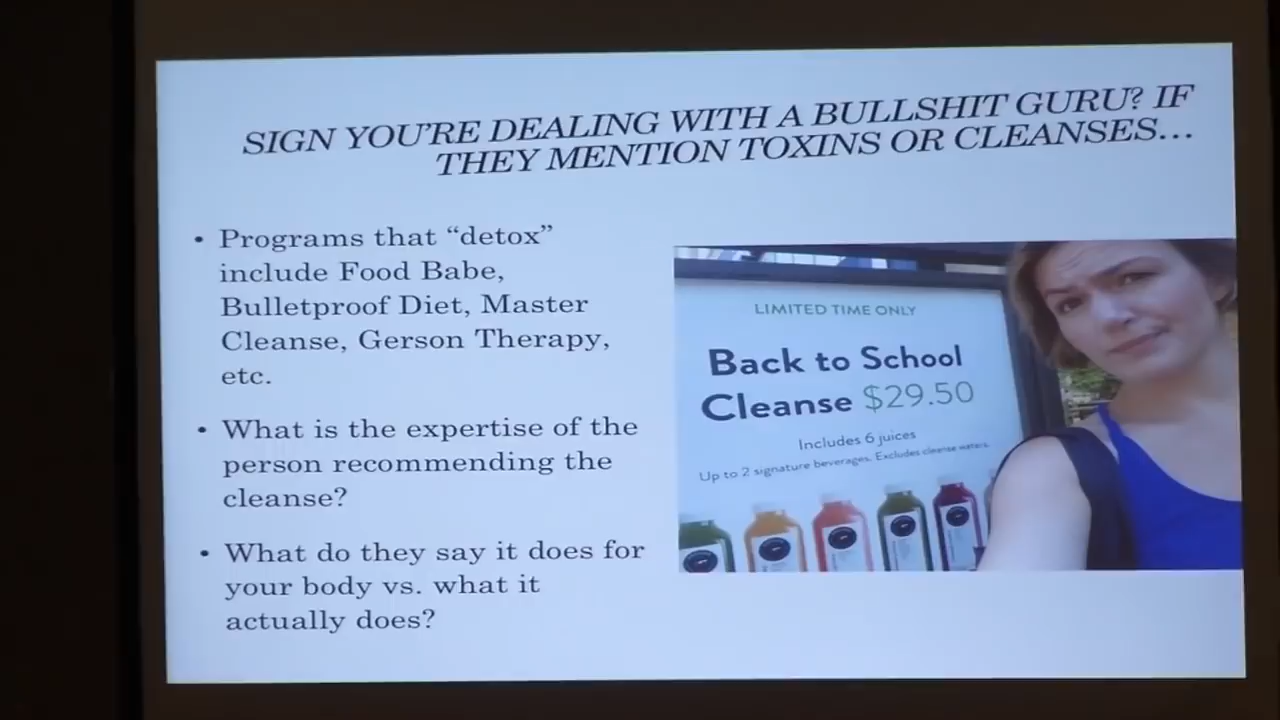 SIGN YOU'RE DEALING WITH A BULLSHIT GURU? IF
THEY MENTION TOXINS OR CLEANSES...
• Programs that “detox”
include Food Babe,
Bulletproof Diet, Master
Cleanse, Gerson Therapy,
etc.
• What is the expertise of the
person recommending the
cleanse?
• What do they say it does for
your body vs. what it
actually does?
LIMITED TIME ONLY
Back to School
Cleanse $29.50
Includes 6 juices
Up to 2 signature beverages. Excludes cleanse waters.